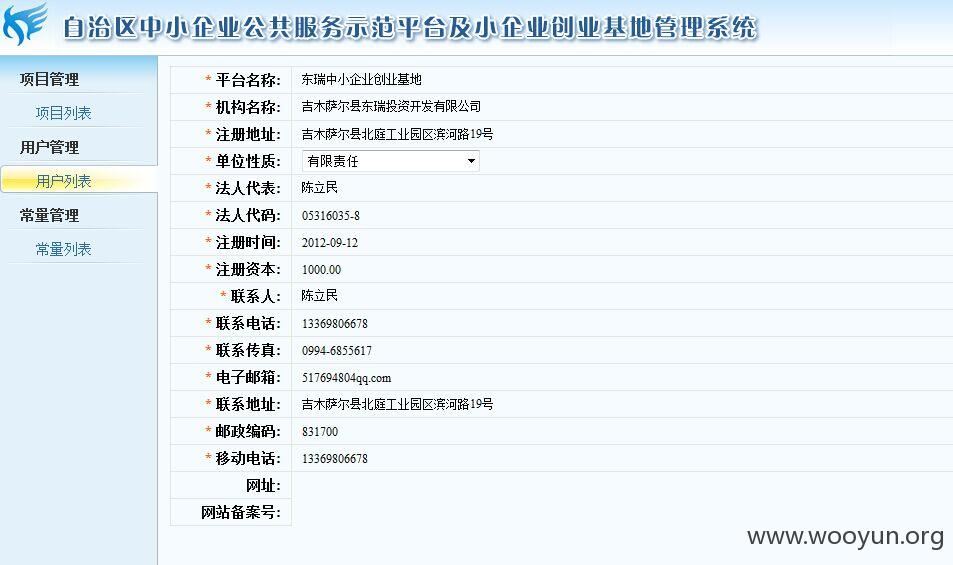 自治区中小企业公共服务示范平台及小企业创业基地管理系统
项目管理
项目列表
用户管理
用户列表
常量管理
常量列表
* 平台名称: 东瑞中小企业创业基地
* 机构名称: 吉木萨尔县东瑞投资开发有限公司
* 注册地址: 吉木萨尔县北庭工业园区滨河路19号
* 单位性质: 有限责任
* 法人代表: 陈立民
* 法人代码: 05316035-8
* 注册时间: 2012-09-12
* 注册资本: 1000.00
* 联系人: 陈立民
* 联系电话: 13369806678
* 联系传真: 0994-6855617
* 电子邮箱: 517694804qq.com
* 联系地址: 吉木萨尔县北庭工业园区滨河路19号
* 邮政编码: 831700
* 移动电话: 13369806678
网址:
网站备案号:
www.wooyun.org